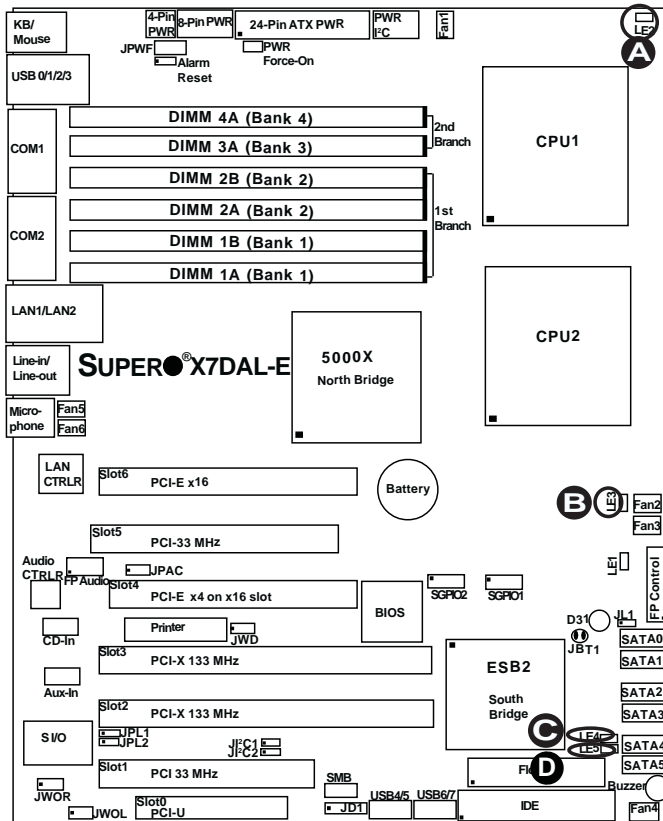 KB/
Mouse
4-Pin
PWR
8-Pin PWR
24-Pin ATX PWR
PWR
I²C
Fan1
LE2
A
JPWF
Alarm
Reset
PWR
Force-On
USB 0/1/2/3
DIMM 4A (Bank 4)
DIMM 3A (Bank 3)
2nd
Branch
CPU1
COM1
DIMM 2B (Bank 2)
DIMM 2A (Bank 2)
1st
Branch
COM2
DIMM 1B (Bank 1)
DIMM 1A (Bank 1)
LAN1/LAN2
CPU2
Line-in/
Line-out
SUPER●®X7DAL-E
5000X
North Bridge
Micro-
phone
Fan5
Fan6
LAN
CTRLR
Slot6
PCI-E x16
Battery
B
LE3
Fan2
Fan3
Slot5
PCI-33 MHz
Audio
CTRLR
FP Audio
JPAC
LE1
FP Control
Slot4
PCI-E x4 on x16 slot
BIOS
SGPIO2
SGPIO1
CD-In
Printer
JWD
D31
JBT1
JL1
SATA0
SATA1
Slot3
PCI-X 133 MHz
ESB2
South
Bridge
Aux-In
SATA2
SATA3
Slot2
PCI-X 133 MHz
S I/O
JPL1
JPL2
JI²C1
JI²C2
C
LE4
LE5
SATA4
SATA5
Slot1
PCI 33 MHz
D
Flo
Buzzer
JWOR
SMB
JWOL
Slot0
PCI-U
JD1
USB4/5
USB6/7
IDE
Fan4